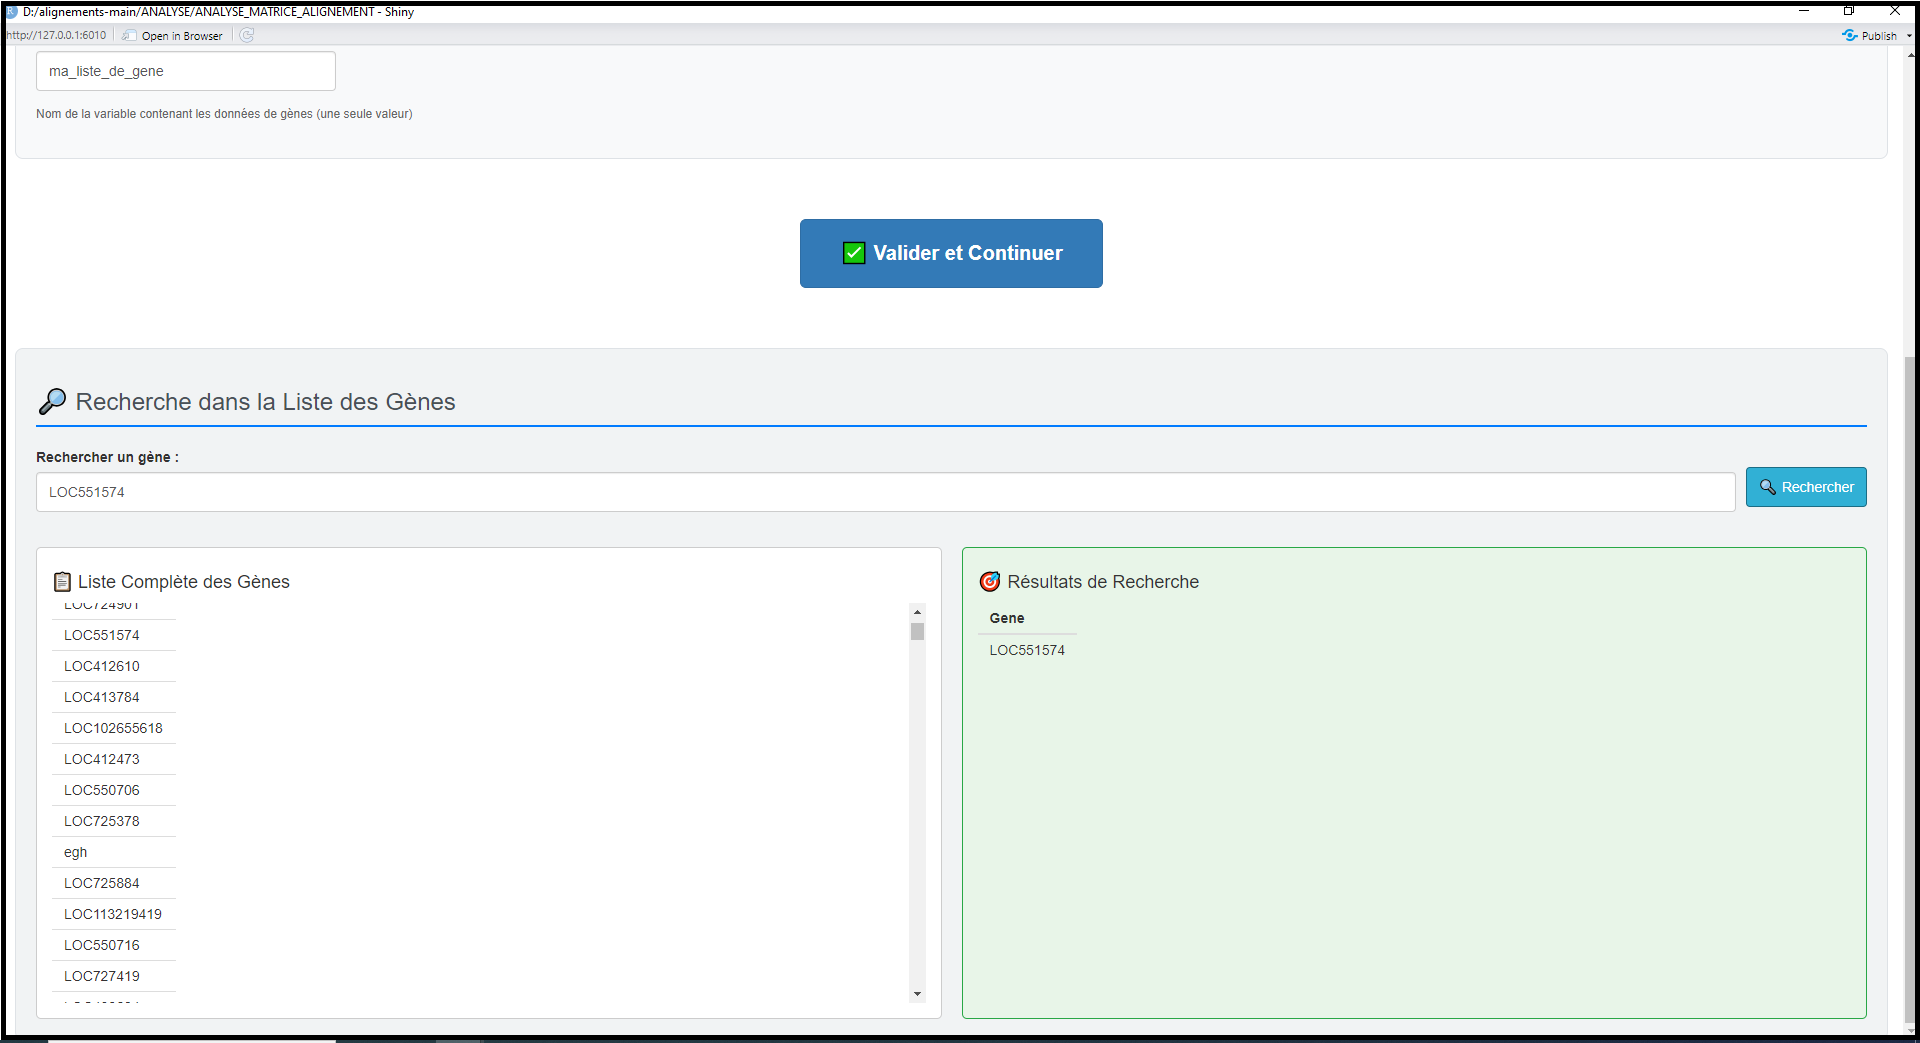 D:/alignements-main/ANALYSE/ANALYSE_MATRICE_ALIGNEMENT - Shiny
http://127.0.0.1:6010 Open in Browser Publish
ma_liste_de_gene
Nom de la variable contenant les données de gènes (une seule valeur)
Valider et Continuer
Recherche dans la Liste des Gènes
Rechercher un gène :
LOC551574
Rechercher
Liste Complète des Gènes
LOC724901
LOC551574
LOC412610
LOC413784
LOC102655618
LOC412473
LOC550706
LOC725378
egh
LOC725884
LOC113219419
LOC550716
LOC727419
Résultats de Recherche
Gene
LOC551574